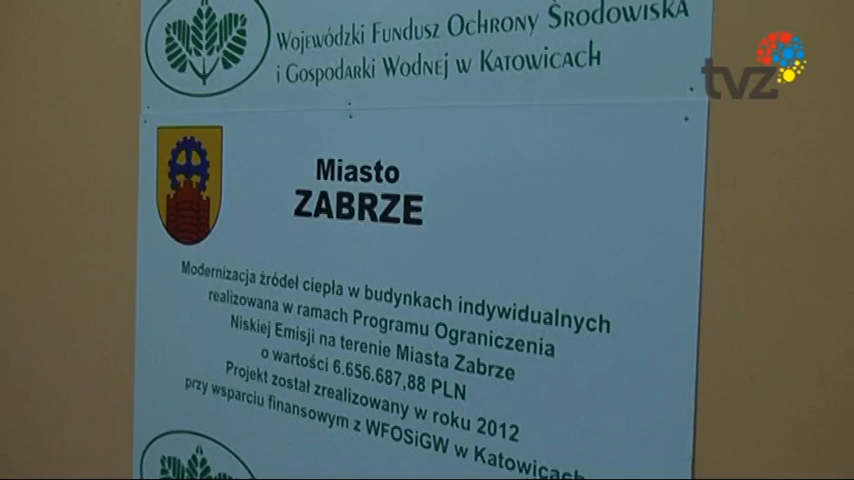 Wojewódzki Fundusz Ochrony Środowiska
i Gospodarki Wodnej w Katowicach
tvz
Miasto
ZABRZE
Modernizacja źródeł ciepła w budynkach indywidualnych
realizowana w ramach Programu Ograniczenia
Niskiej Emisji na terenie Miasta Zabrze
o wartości 6.656.687,88 PLN
Projekt został zrealizowany w roku 2012
przy wsparciu finansowym z WFOŚiGW w Katowicach